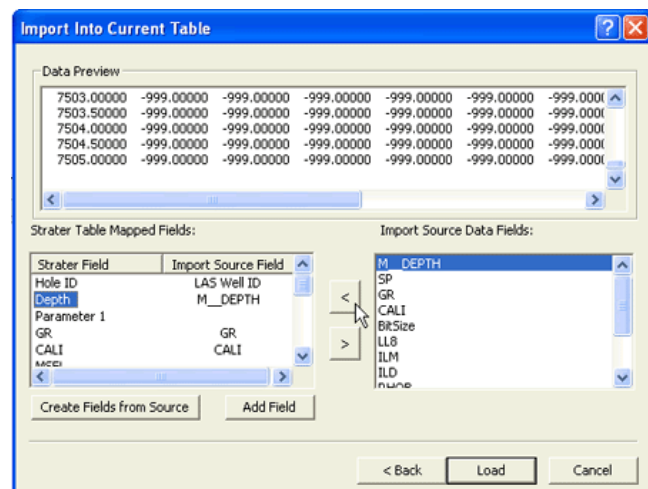 Import Into Current Table
Data Preview
7503.00000 -999.00000 -999.00000 -999.00000 -999.00000 -999.00000 -999.000(
7503.50000 -999.00000 -999.00000 -999.00000 -999.00000 -999.00000 -999.000(
7504.00000 -999.00000 -999.00000 -999.00000 -999.00000 -999.00000 -999.000(
7504.50000 -999.00000 -999.00000 -999.00000 -999.00000 -999.00000 -999.000(
7505.00000 -999.00000 -999.00000 -999.00000 -999.00000 -999.00000 -999.000(
Strater Table Mapped Fields:
Strater Field Import Source Field
Hole ID LAS Well ID
Depth M__DEPTH
Parameter 1
GR GR
CALI CALI
Create Fields from Source Add Field
<
>
Import Source Data Fields:
M__DEPTH
SP
GR
CALI
BitSize
LL8
ILM
ILD
< Back Load Cancel